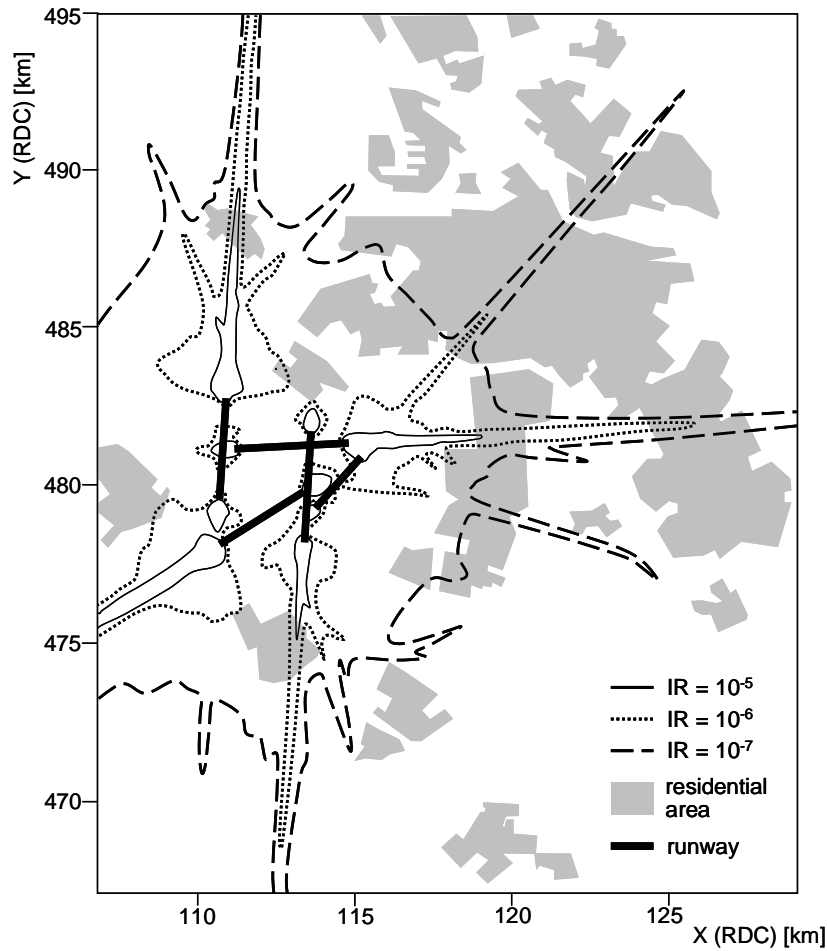 495
Y (RDC) [km]
490
485
480
475
470
IR = 10⁻⁵
IR = 10⁻⁶
IR = 10⁻⁷
residential
area
runway
110
115
120
125
X (RDC) [km]